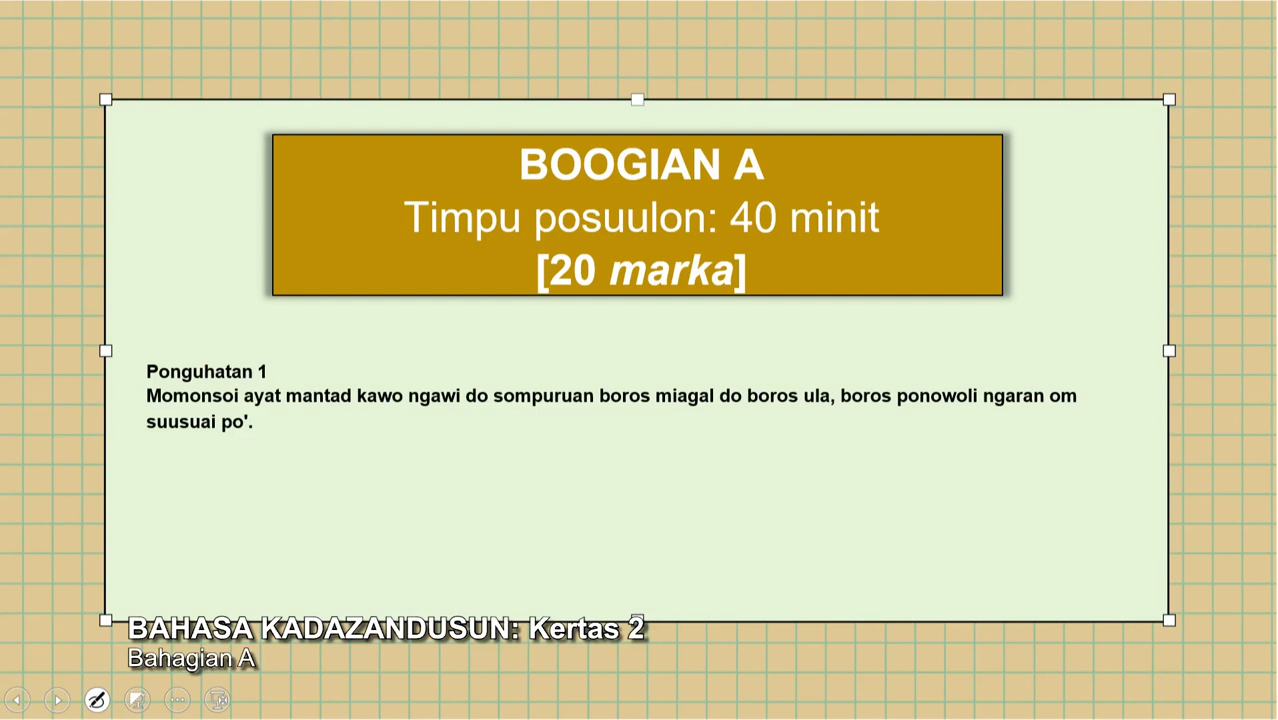 BOOGIAN A
Timpu posuulon: 40 minit
[20 marka]
Ponguhatan 1
Momonsoi ayat mantad kawo ngawi do sompuruan boros miagal do boros ula, boros ponowoli ngaran om
suusuai po'.
BAHASA KADAZANDUSUN: Kertas 2
Bahagian A